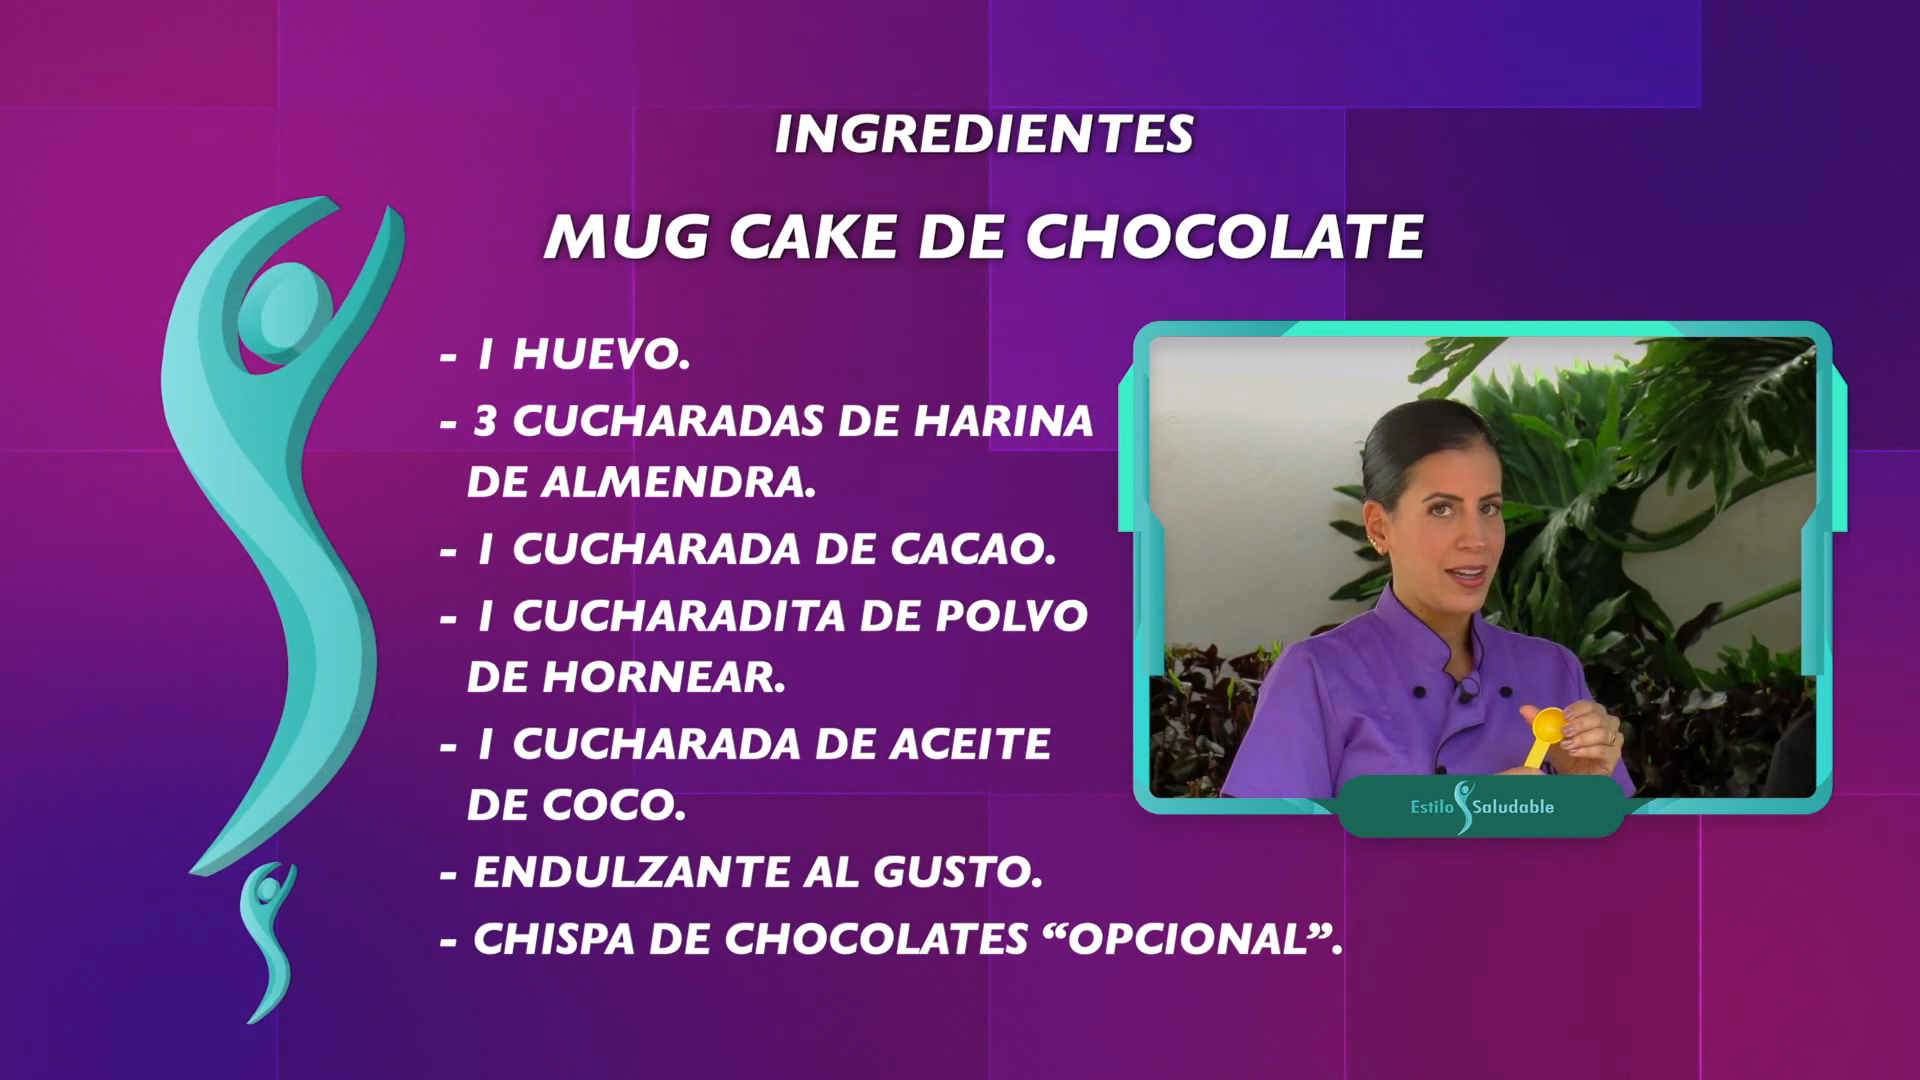 INGREDIENTES
MUG CAKE DE CHOCOLATE
- 1 HUEVO.
- 3 CUCHARADAS DE HARINA
DE ALMENDRA.
- 1 CUCHARADA DE CACAO.
- 1 CUCHARADITA DE POLVO
DE HORNEAR.
- 1 CUCHARADA DE ACEITE
DE COCO.
- ENDULZANTE AL GUSTO.
- CHISPA DE CHOCOLATES “OPCIONAL”.
Estilo Saludable